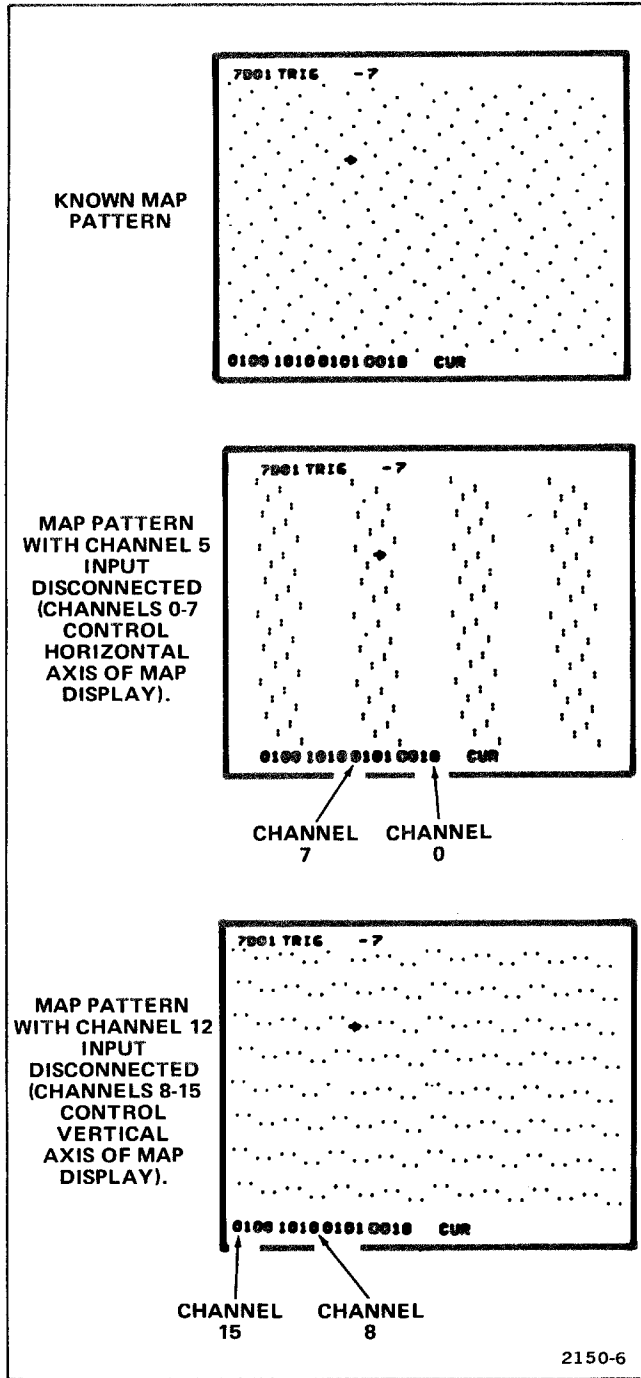 7D01 TRIG -7
KNOWN MAP
PATTERN
0100 1010 0101 0010 CUR
7D01 TRIG -7
MAP PATTERN
WITH CHANNEL 5
INPUT
DISCONNECTED
(CHANNELS 0-7
CONTROL
HORIZONTAL
AXIS OF MAP
DISPLAY).
0100 1010 0101 0010 CUR
CHANNEL
7
CHANNEL
0
7D01 TRIG -7
MAP PATTERN
WITH CHANNEL 12
INPUT
DISCONNECTED
(CHANNELS 8-15
CONTROL
VERTICAL
AXIS OF MAP
DISPLAY).
0100 1010 0101 0010 CUR
CHANNEL
15
CHANNEL
8
2150-6